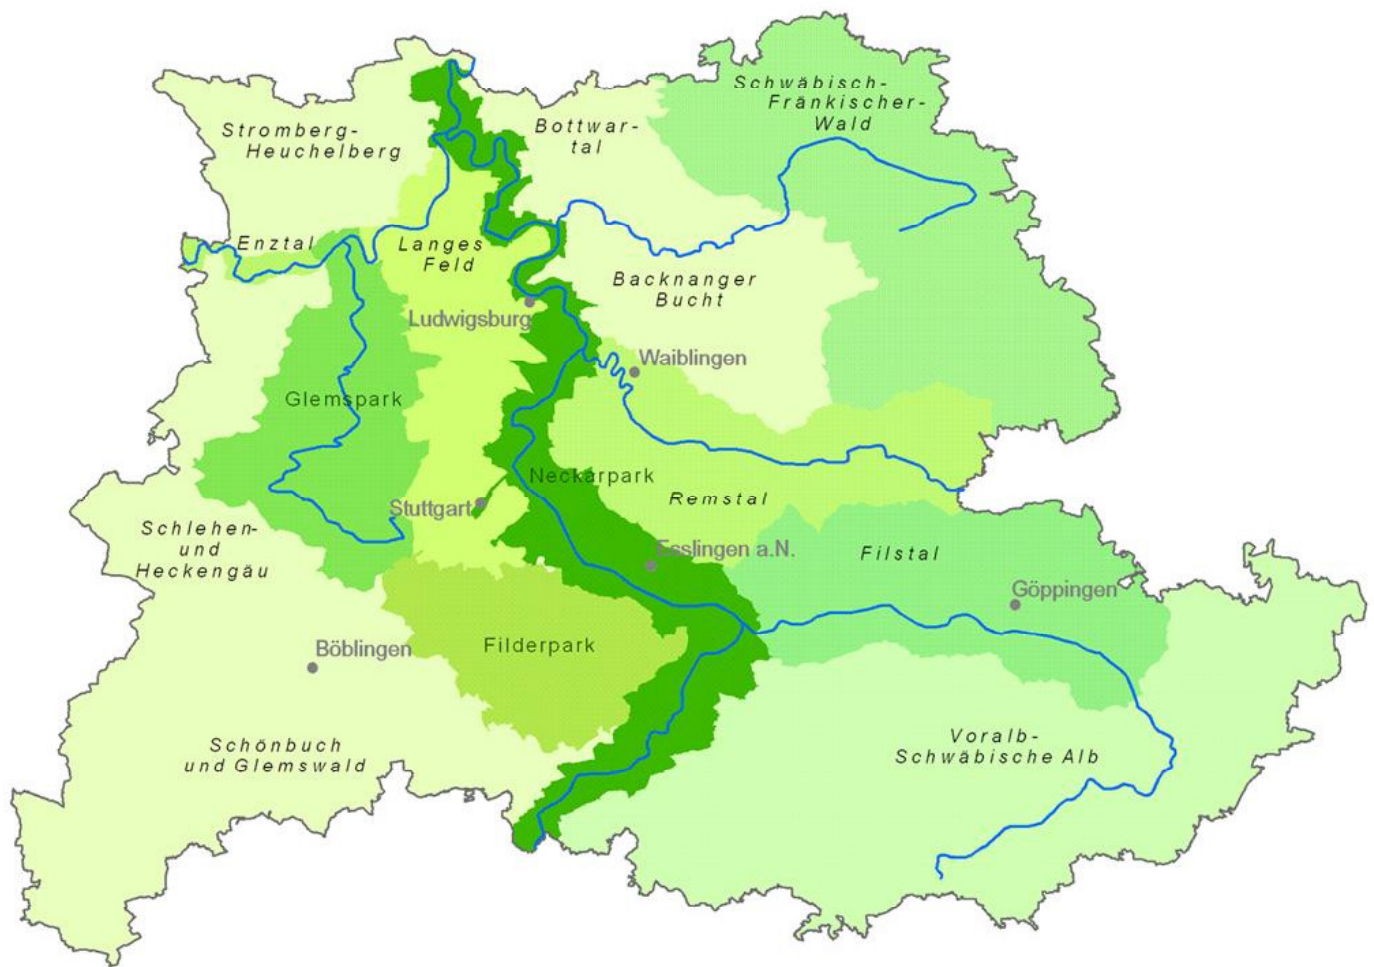 Schwäbisch-
Fränkischer-
Wald
Stromberg-
Heuchelberg
Bottwar-
tal
Enztal
Langes
Feld
Backnanger
Bucht
Ludwigsburg
Waiblingen
Glemspark
Neckarpark
Remstal
Stuttgart
Schlehen-
und
Heckengäu
Esslingen a.N.
Filstal
Göppingen
Filderpark
Böblingen
Schönbuch
und Glemswald
Voralb-
Schwäbische Alb